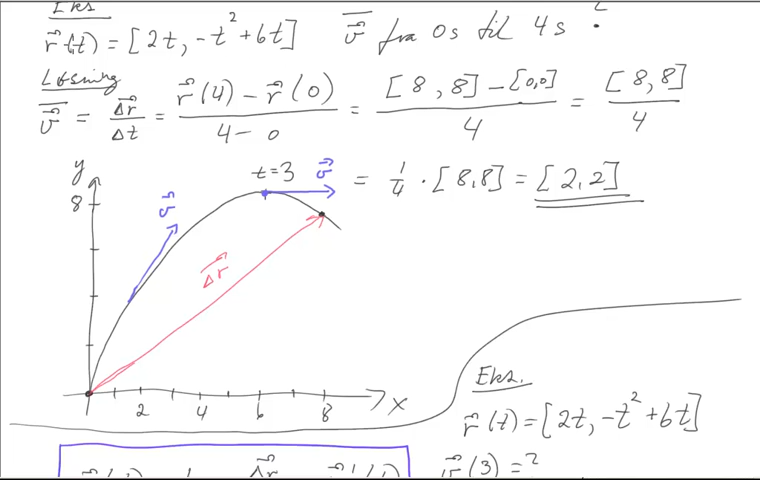 Eks
r⃗(t) = [2t, -t² + 6t]   v̄⃗ fra 0s til 4s ?
Løsning
v̄⃗ = Δr⃗/Δt = (r⃗(4) - r⃗(0))/(4 - 0) = ([8, 8] - [0,0])/4 = [8, 8]/4
= 1/4 · [8,8] = [2,2]
y
t=3
v⃗
8
v⃗
Δr⃗
2 4 6 8 x
Eks.
r⃗(t) = [2t, -t² + 6t]
v⃗(3) = ?